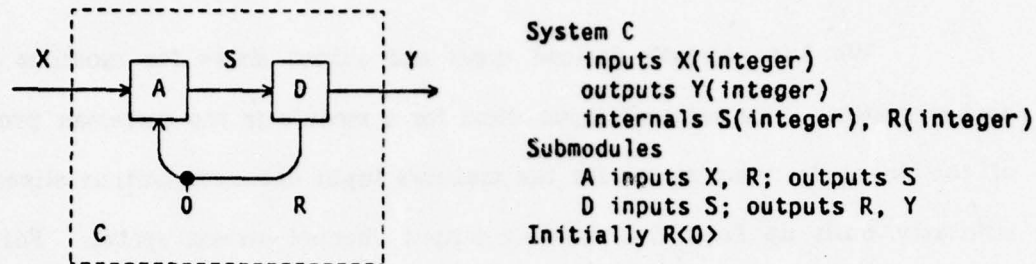 X
S
Y
A
D
0
R
C
System C
inputs X(integer)
outputs Y(integer)
internals S(integer), R(integer)
Submodules
A inputs X, R; outputs S
D inputs S; outputs R, Y
Initially R<0>